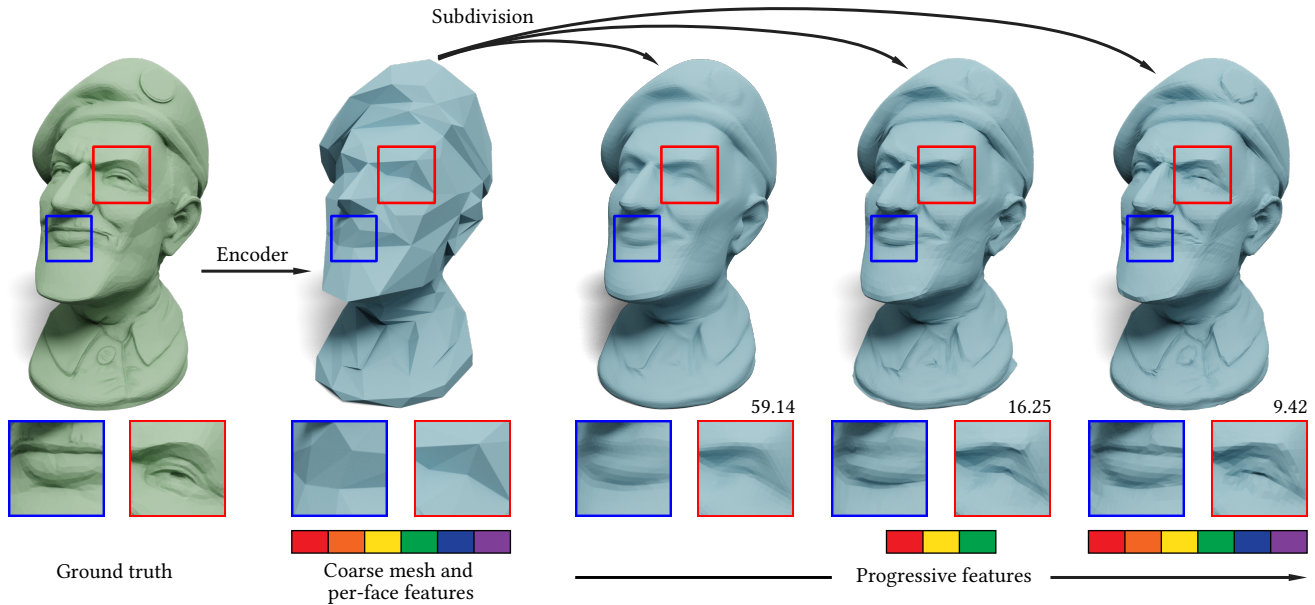 Subdivision
Encoder
59.14
16.25
9.42
Ground truth
Coarse mesh and
per-face features
Progressive features